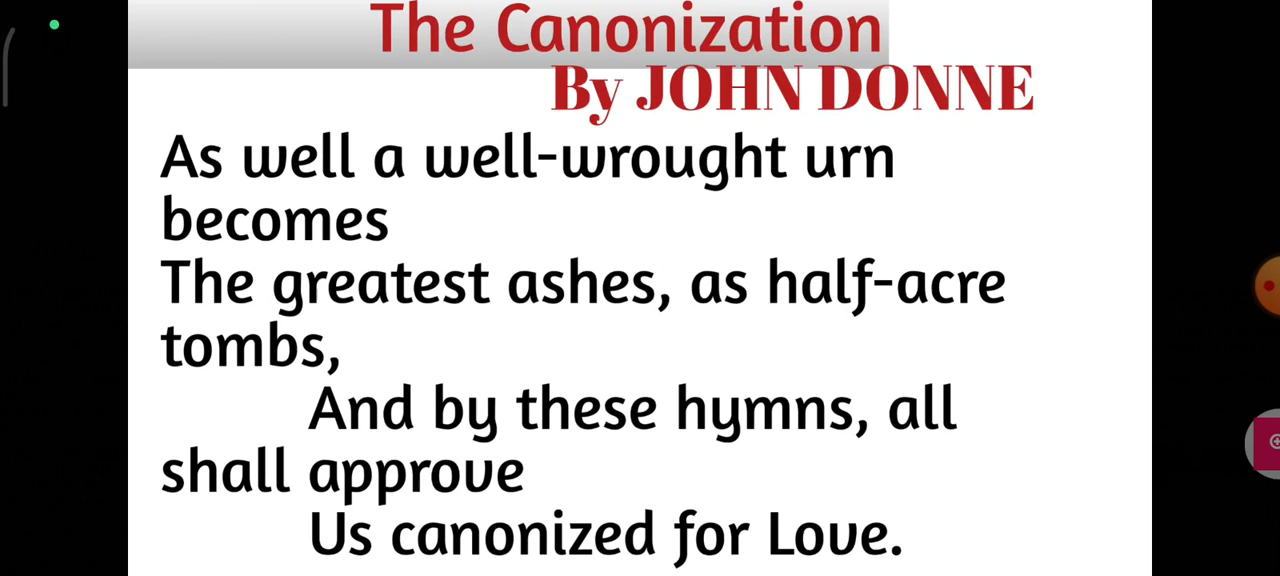 The Canonization
By JOHN DONNE
As well a well-wrought urn
becomes
The greatest ashes, as half-acre
tombs,
And by these hymns, all
shall approve
Us canonized for Love.